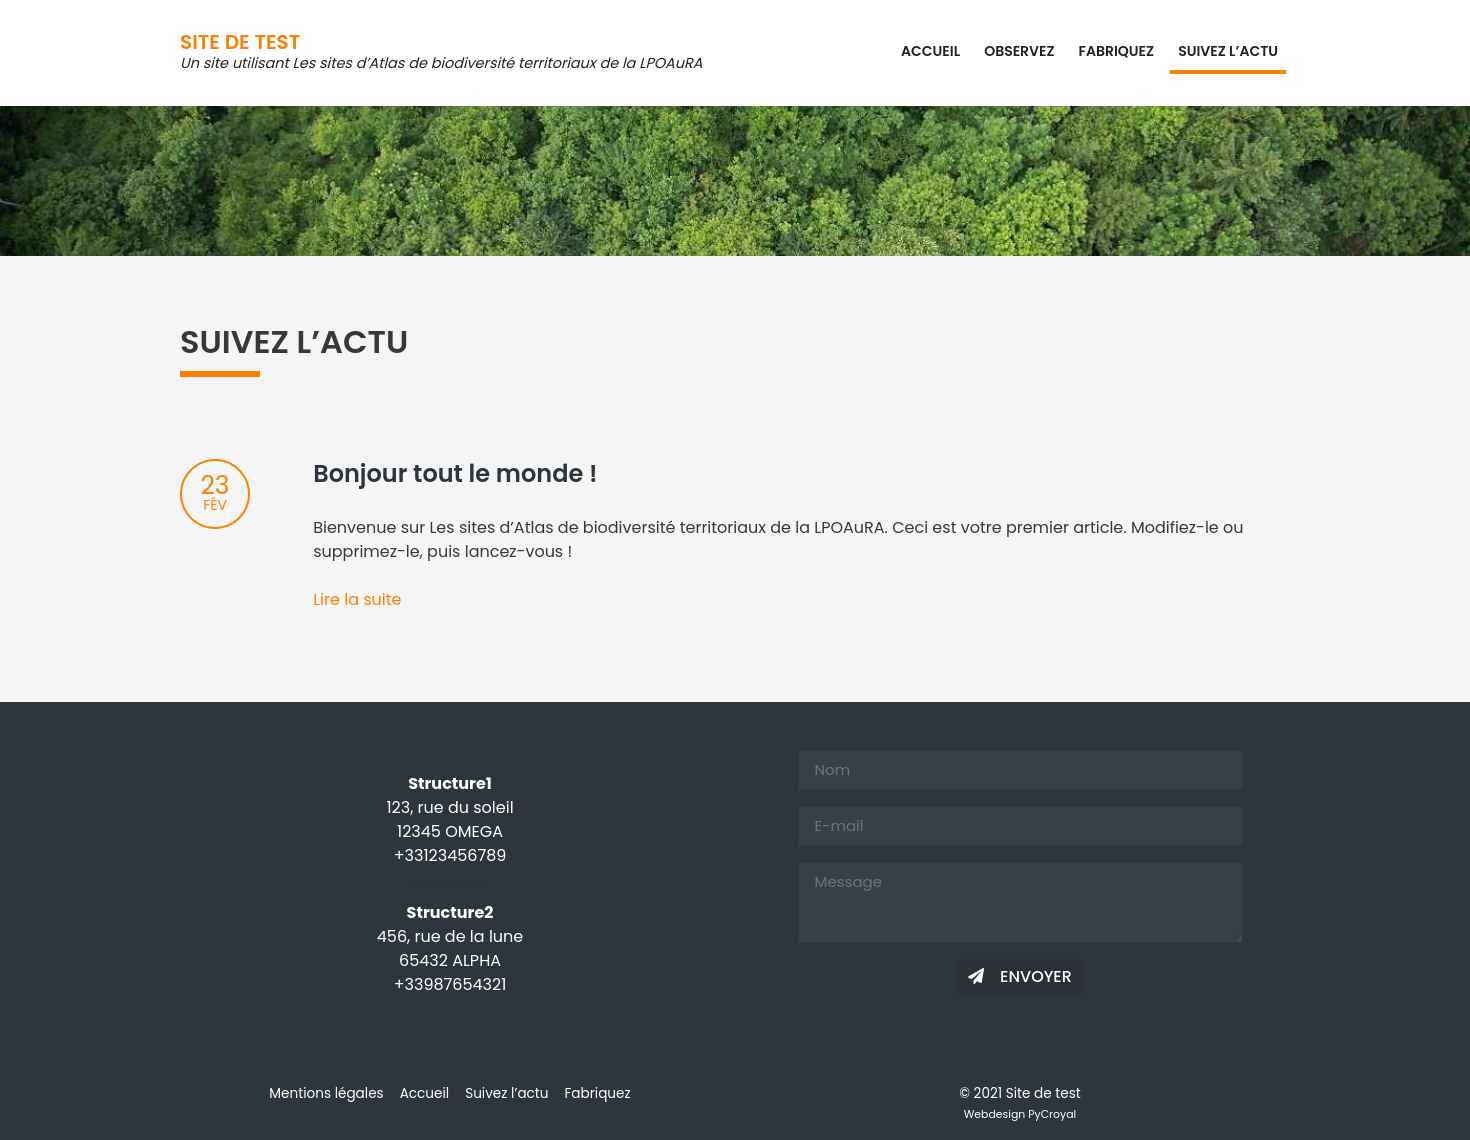 SITE DE TEST
Un site utilisant Les sites d’Atlas de biodiversité territoriaux de la LPOAuRA
ACCUEIL OBSERVEZ FABRIQUEZ SUIVEZ L’ACTU
SUIVEZ L’ACTU
23
FÉV
Bonjour tout le monde !
Bienvenue sur Les sites d’Atlas de biodiversité territoriaux de la LPOAuRA. Ceci est votre premier article. Modifiez-le ou
supprimez-le, puis lancez-vous !
Lire la suite
Structure1
123, rue du soleil
12345 OMEGA
+33123456789
Structure2
456, rue de la lune
65432 ALPHA
+33987654321
Nom
E-mail
Message
ENVOYER
Mentions légales Accueil Suivez l’actu Fabriquez
© 2021 Site de test
Webdesign PyCroyal